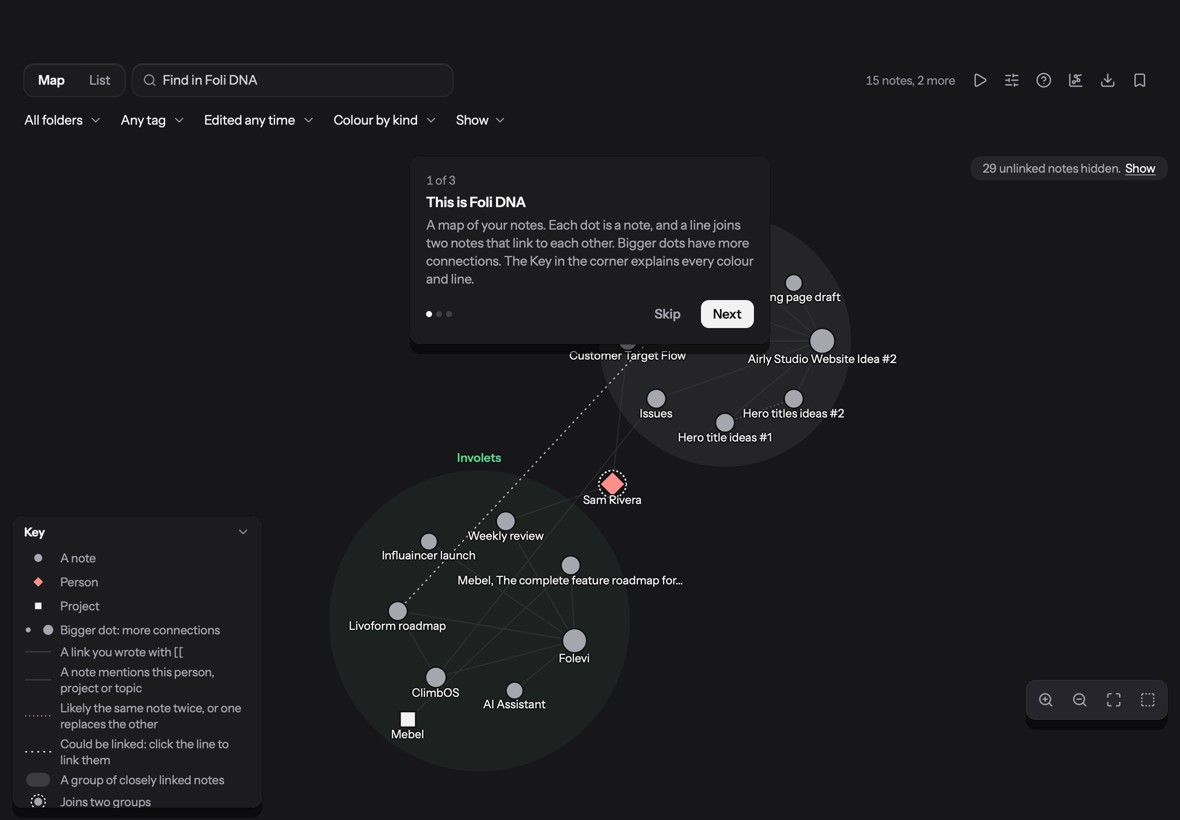 Map
List
Find in Foli DNA
15 notes, 2 more
All folders
Any tag
Edited any time
Colour by kind
Show
29 unlinked notes hidden. Show
1 of 3
This is Foli DNA
A map of your notes. Each dot is a note, and a line joins
two notes that link to each other. Bigger dots have more
connections. The Key in the corner explains every colour
and line.
Skip
Next
ng page draft
Customer Target Flow
Airly Studio Website Idea #2
Issues
Hero titles ideas #2
Hero title ideas #1
Involets
Sam Rivera
Weekly review
Influaincer launch
Mebel, The complete feature roadmap for...
Livoform roadmap
Folevi
ClimbOS
AI Assistant
Mebel
Key
A note
Person
Project
Bigger dot: more connections
A link you wrote with [[
A note mentions this person,
project or topic
Likely the same note twice, or one
replaces the other
Could be linked: click the line to
link them
A group of closely linked notes
Joins two groups